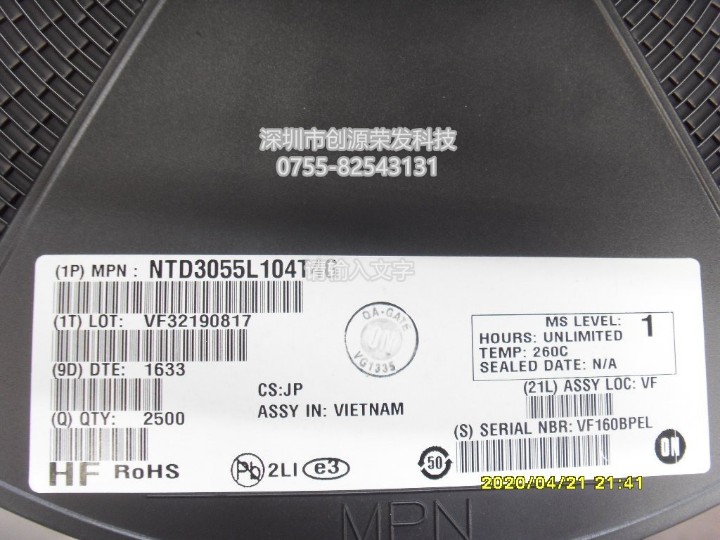 深圳市创源荣发科技
0755-82543131
(1P) MPN : NTD3055L104T4G
请输入文字
(1T) LOT: VF32190817
(9D) DTE: 1633
(Q) QTY: 2500
HF RoHS
QA-GATE
ON
VG1335
CS:JP
ASSY IN: VIETNAM
MS LEVEL: 1
HOURS: UNLIMITED
TEMP: 260C
SEALED DATE: N/A
(21L) ASSY LOC: VF
(S) SERIAL NBR: VF160BPEL
Pb 2LI e3
50
ON
2020/04/21 21:41
MPN